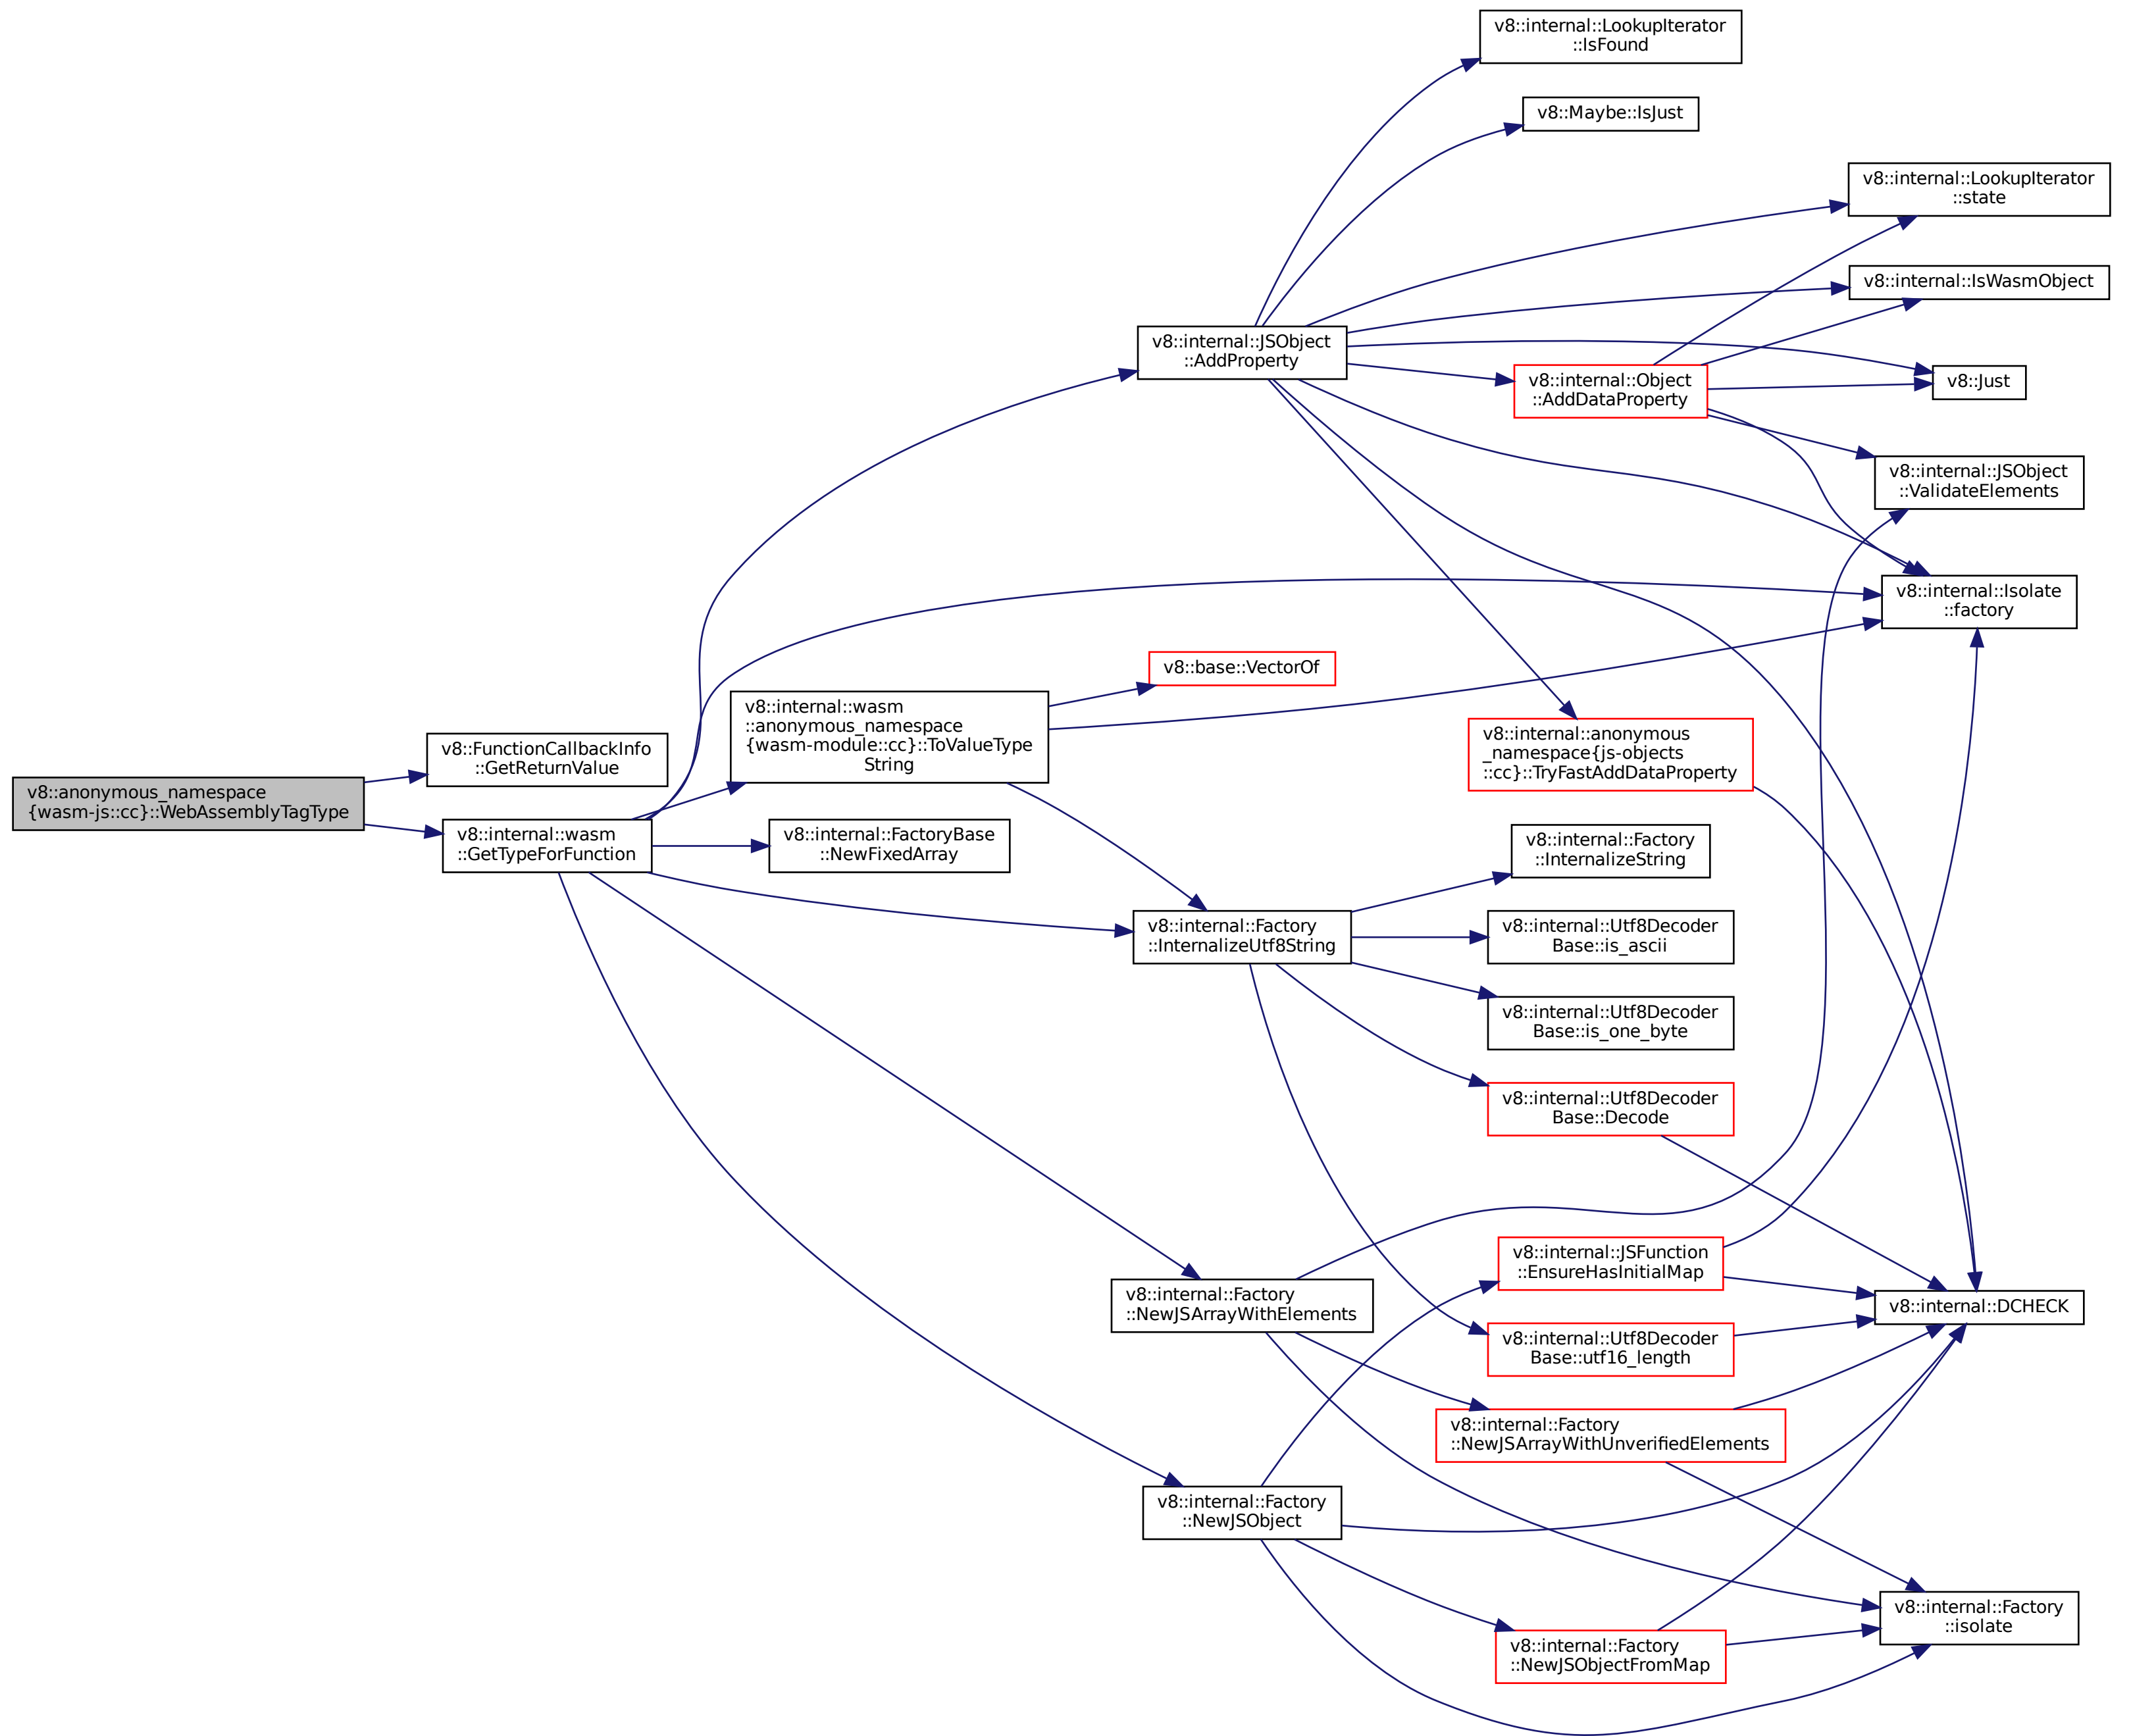 v8::internal::LookupIterator
::IsFound
v8::Maybe::IsJust
v8::internal::LookupIterator
::state
v8::internal::IsWasmObject
v8::internal::JSObject
::AddProperty
v8::internal::Object
::AddDataProperty
v8::Just
v8::internal::JSObject
::ValidateElements
v8::internal::Isolate
::factory
v8::base::VectorOf
v8::internal::wasm
::anonymous_namespace
{wasm-module::cc}::ToValueType
String
v8::internal::anonymous
_namespace{js-objects
::cc}::TryFastAddDataProperty
v8::FunctionCallbackInfo
::GetReturnValue
v8::anonymous_namespace
{wasm-js::cc}::WebAssemblyTagType
v8::internal::wasm
::GetTypeForFunction
v8::internal::FactoryBase
::NewFixedArray
v8::internal::Factory
::InternalizeString
v8::internal::Factory
::InternalizeUtf8String
v8::internal::Utf8Decoder
Base::is_ascii
v8::internal::Utf8Decoder
Base::is_one_byte
v8::internal::Utf8Decoder
Base::Decode
v8::internal::JSFunction
::EnsureHasInitialMap
v8::internal::Factory
::NewJSArrayWithElements
v8::internal::DCHECK
v8::internal::Utf8Decoder
Base::utf16_length
v8::internal::Factory
::NewJSArrayWithUnverifiedElements
v8::internal::Factory
::NewJSObject
v8::internal::Factory
::isolate
v8::internal::Factory
::NewJSObjectFromMap